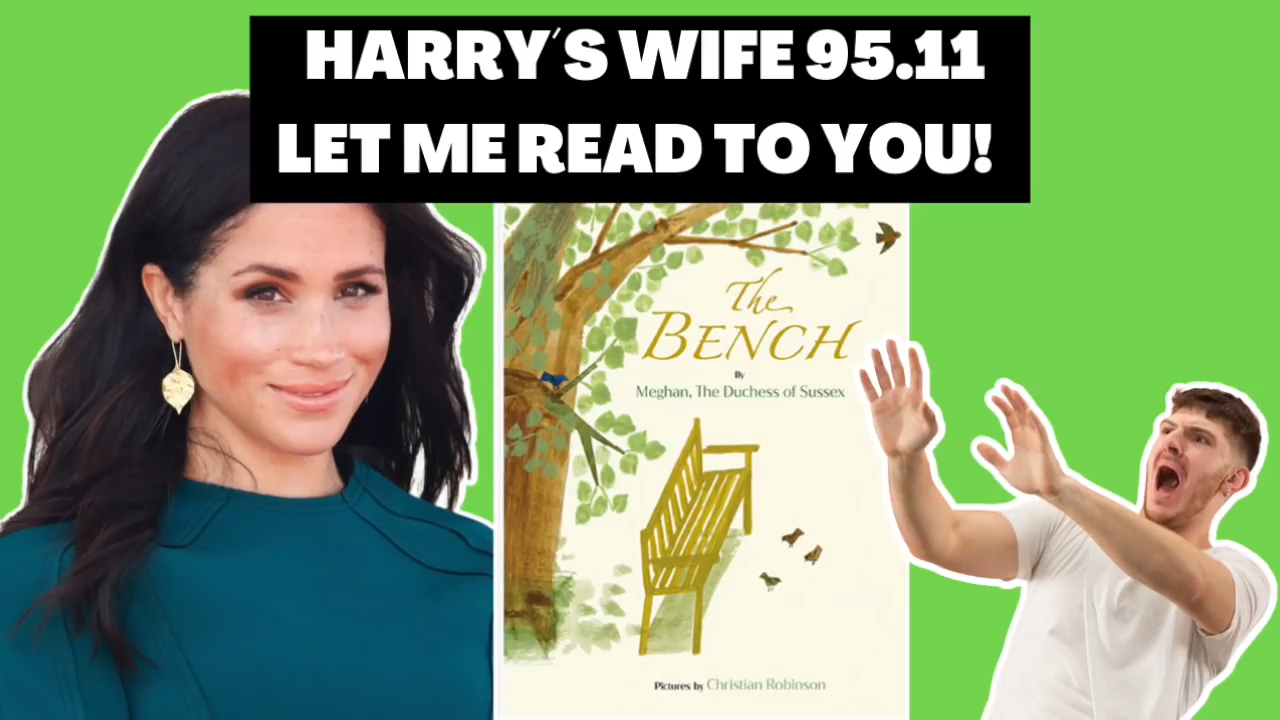 HARRY'S WIFE 95.11
LET ME READ TO YOU!
The
BENCH
By
Meghan, The Duchess of Sussex
Pictures by Christian Robinson